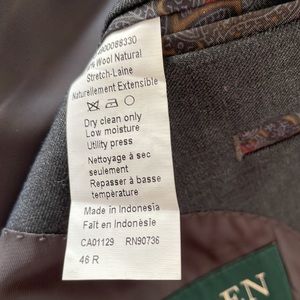 % Wool Natural
Stretch-Laine
Naturellement Extensible
Dry clean only
Low moisture
Utility press
Nettoyage à sec
seulement
Repasser à basse
température
Made in Indonesia
Fait en Indonésie
CA01129 RN90736
46 R
EN